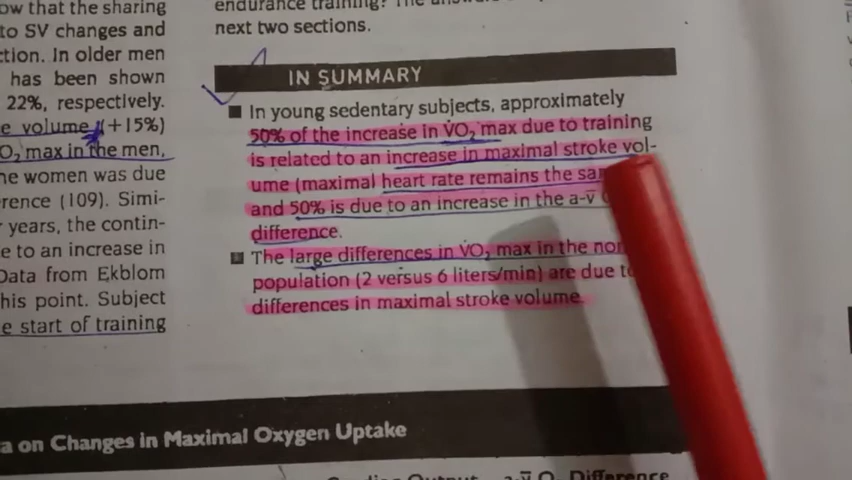 ow that the sharing
to SV changes and
ction. In older men
has been shown
22%, respectively.
e volume (+15%)
O₂ max in the men,
he women was due
rence (109). Simi-
years, the contin-
e to an increase in
Data from Ekblom
his point. Subject
e start of training
endurance training?
next two sections.
IN SUMMARY
■ In young sedentary subjects, approximately
50% of the increase in V̇O₂ max due to training
is related to an increase in maximal stroke vol-
ume (maximal heart rate remains the sa
and 50% is due to an increase in the a-v̄
difference.
■ The large differences in V̇O₂ max in the nor
population (2 versus 6 liters/min) are due to
differences in maximal stroke volume.
a on Changes in Maximal Oxygen Uptake
a-v̄ O₂ Difference